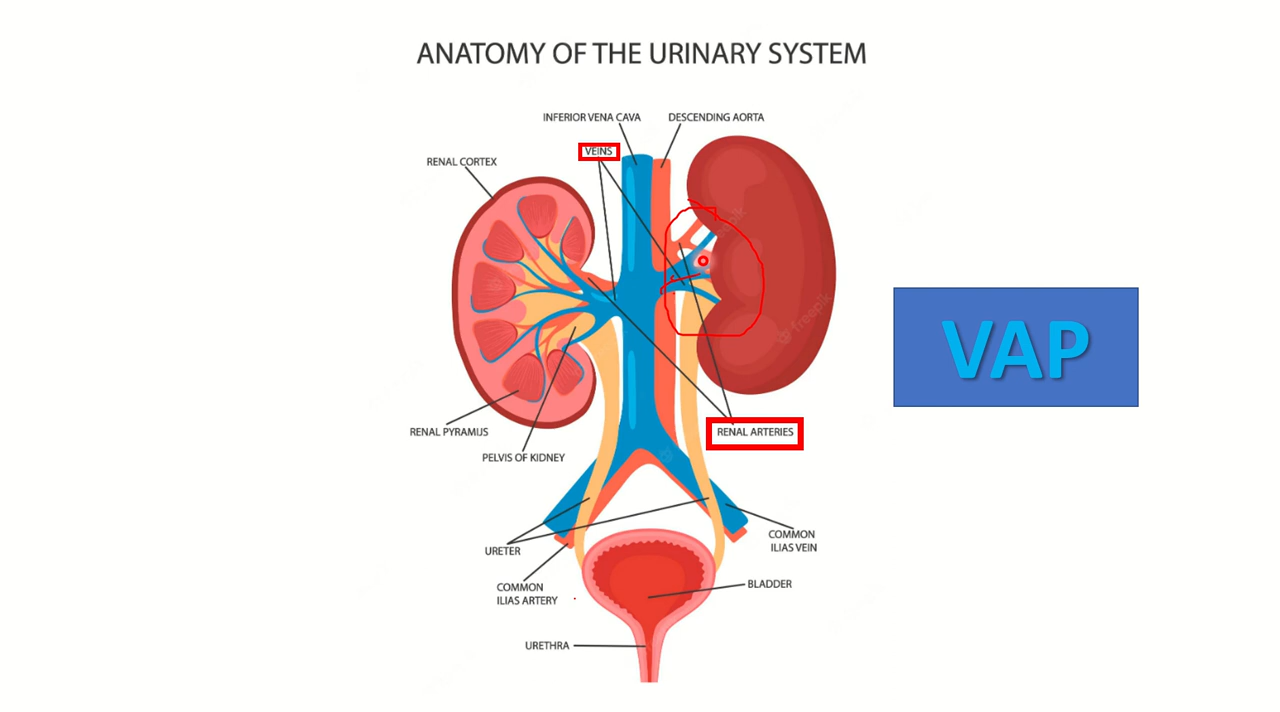 ANATOMY OF THE URINARY SYSTEM
INFERIOR VENA CAVA
DESCENDING AORTA
VEINS
RENAL CORTEX
VAP
RENAL PYRAMIJS
RENAL ARTERIES
PELVIS OF KIDNEY
URETER
COMMON
ILIAS VEIN
COMMON
ILIAS ARTERY
BLADDER
URETHRA
freepik